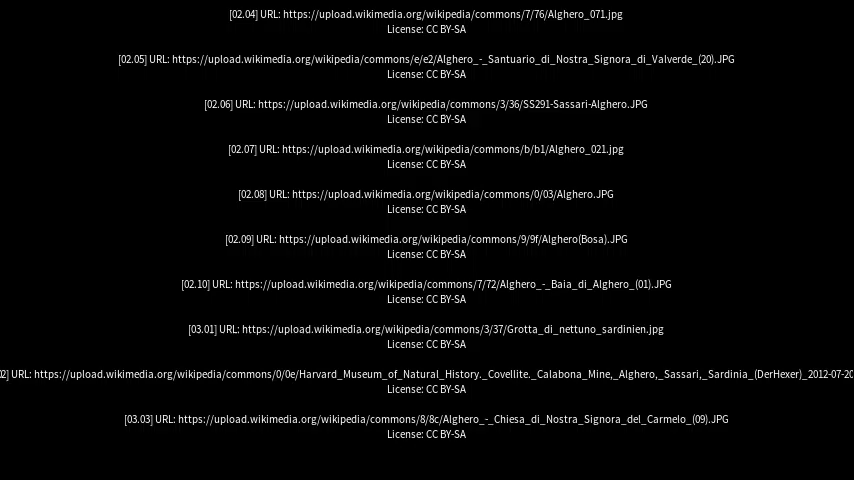 [02.04] URL: https://upload.wikimedia.org/wikipedia/commons/7/76/Alghero_071.jpg
License: CC BY-SA
[02.05] URL: https://upload.wikimedia.org/wikipedia/commons/e/e2/Alghero_-_Santuario_di_Nostra_Signora_di_Valverde_(20).JPG
License: CC BY-SA
[02.06] URL: https://upload.wikimedia.org/wikipedia/commons/3/36/SS291-Sassari-Alghero.JPG
License: CC BY-SA
[02.07] URL: https://upload.wikimedia.org/wikipedia/commons/b/b1/Alghero_021.jpg
License: CC BY-SA
[02.08] URL: https://upload.wikimedia.org/wikipedia/commons/0/03/Alghero.JPG
License: CC BY-SA
[02.09] URL: https://upload.wikimedia.org/wikipedia/commons/9/9f/Alghero(Bosa).JPG
License: CC BY-SA
[02.10] URL: https://upload.wikimedia.org/wikipedia/commons/7/72/Alghero_-_Baia_di_Alghero_(01).JPG
License: CC BY-SA
[03.01] URL: https://upload.wikimedia.org/wikipedia/commons/3/37/Grotta_di_nettuno_sardinien.jpg
License: CC BY-SA
2] URL: https://upload.wikimedia.org/wikipedia/commons/0/0e/Harvard_Museum_of_Natural_History._Covellite._Calabona_Mine,_Alghero,_Sassari,_Sardinia_(DerHexer)_2012-07-20
License: CC BY-SA
[03.03] URL: https://upload.wikimedia.org/wikipedia/commons/8/8c/Alghero_-_Chiesa_di_Nostra_Signora_del_Carmelo_(09).JPG
License: CC BY-SA